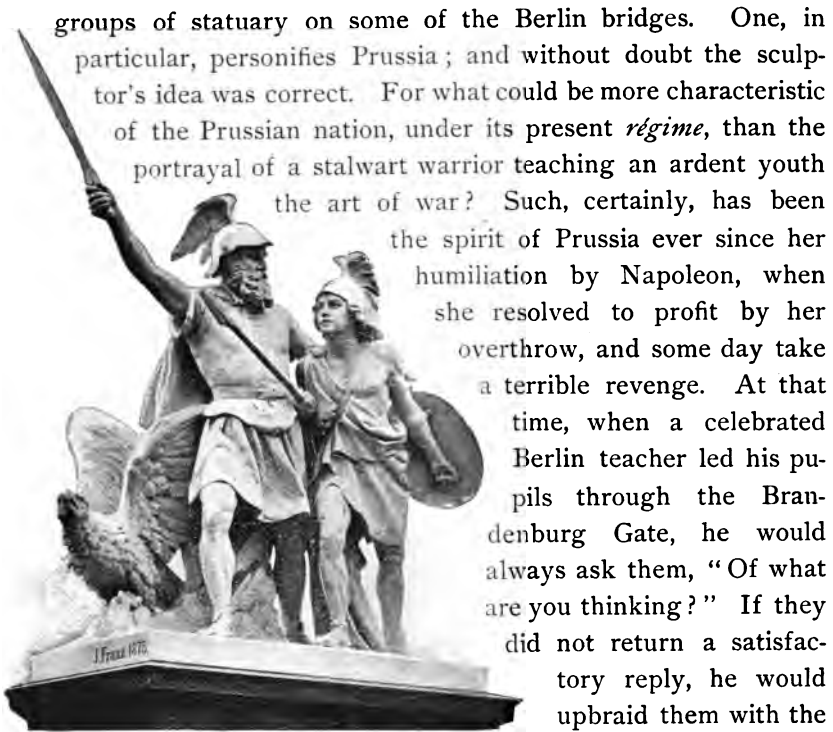 groups of statuary on some of the Berlin bridges. One, in
particular, personifies Prussia ; and without doubt the sculp-
tor's idea was correct. For what could be more characteristic
of the Prussian nation, under its present régime, than the
portrayal of a stalwart warrior teaching an ardent youth
the art of war? Such, certainly, has been
the spirit of Prussia ever since her
humiliation by Napoleon, when
she resolved to profit by her
overthrow, and some day take
a terrible revenge. At that
time, when a celebrated
Berlin teacher led his pu-
pils through the Bran-
denburg Gate, he would
always ask them, “ Of what
are you thinking ? ” If they
did not return a satisfac-
tory reply, he would
upbraid them with the
J. Franz